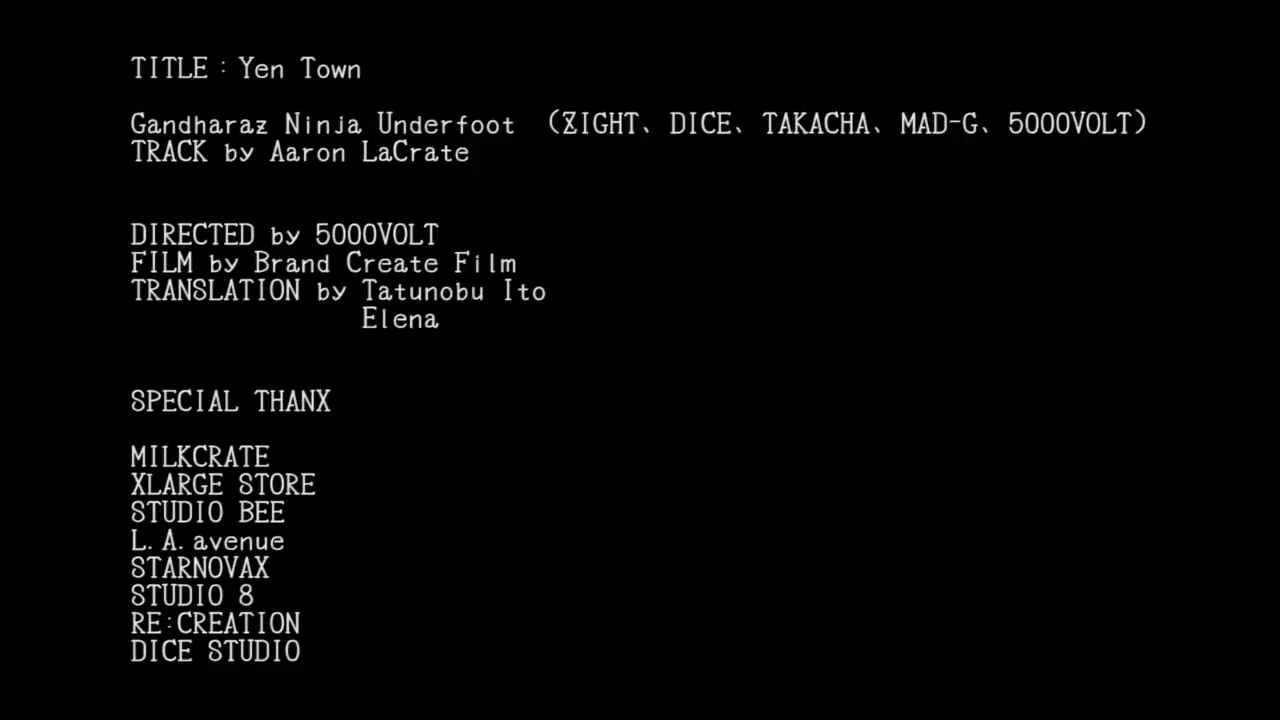 TITLE：Yen Town
Gandharaz Ninja Underfoot （ZIGHT、DICE、TAKACHA、MAD-G、5000VOLT）
TRACK by Aaron LaCrate
DIRECTED by 5000VOLT
FILM by Brand Create Film
TRANSLATION by Tatunobu Ito
Elena
SPECIAL THANX
MILKCRATE
XLARGE STORE
STUDIO BEE
L.A.avenue
STARNOVAX
STUDIO 8
RE:CREATION
DICE STUDIO